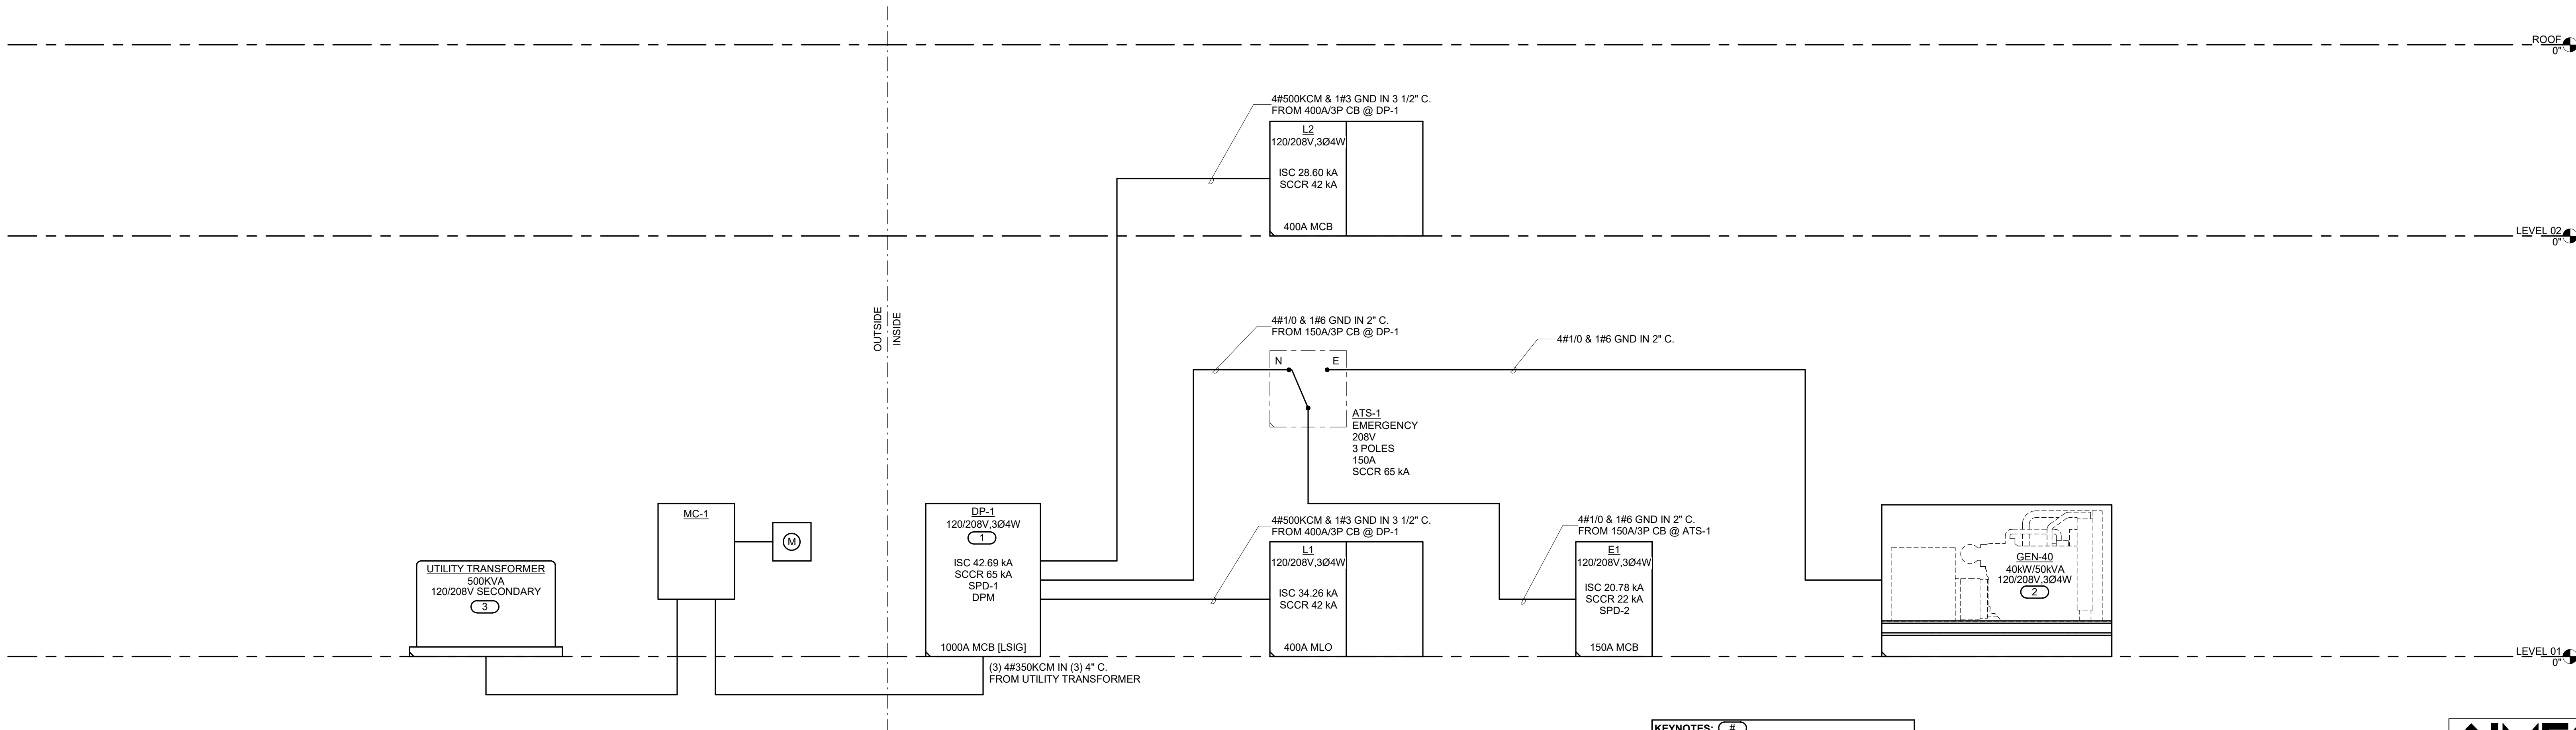 ROOF
0"
4#500KCM & 1#3 GND IN 3 1/2" C.
FROM 400A/3P CB @ DP-1
L2
120/208V,3Ø4W
ISC 28.60 kA
SCCR 42 kA
400A MCB
LEVEL 02
0"
OUTSIDE
INSIDE
4#1/0 & 1#6 GND IN 2" C.
FROM 150A/3P CB @ DP-1
4#1/0 & 1#6 GND IN 2" C.
N
E
ATS-1
EMERGENCY
208V
3 POLES
150A
SCCR 65 kA
UTILITY TRANSFORMER
500KVA
120/208V SECONDARY
3
MC-1
M
DP-1
120/208V,3Ø4W
1
ISC 42.69 kA
SCCR 65 kA
SPD-1
DPM
1000A MCB [LSIG]
(3) 4#350KCM IN (3) 4" C.
FROM UTILITY TRANSFORMER
4#500KCM & 1#3 GND IN 3 1/2" C.
FROM 400A/3P CB @ DP-1
L1
120/208V,3Ø4W
ISC 34.26 kA
SCCR 42 kA
400A MLO
4#1/0 & 1#6 GND IN 2" C.
FROM 150A/3P CB @ ATS-1
E1
120/208V,3Ø4W
ISC 20.78 kA
SCCR 22 kA
SPD-2
150A MCB
GEN-40
40kW/50kVA
120/208V,3Ø4W
2
LEVEL 01
0"
KEYNOTES: #